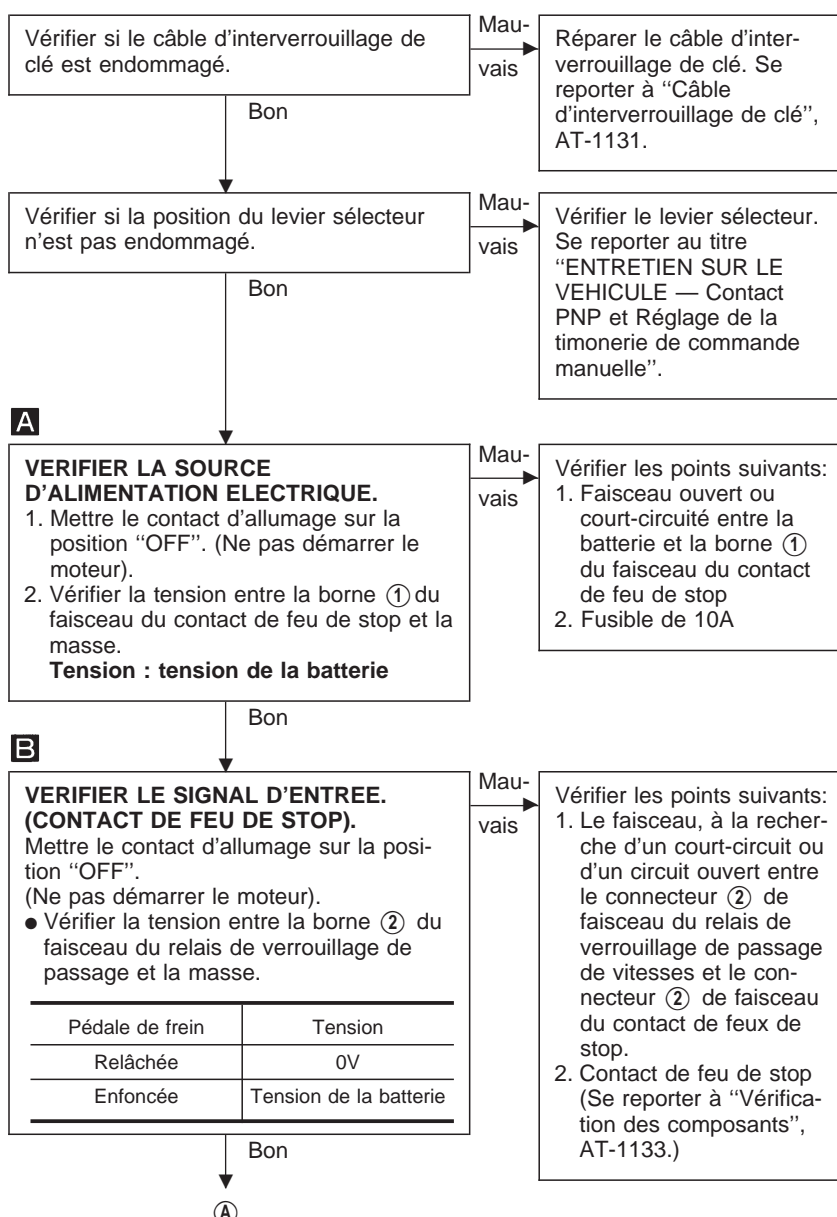 Vérifier si le câble d'interverrouillage de
clé est endommagé.
Mau-
vais
Réparer le câble d'inter-
verrouillage de clé. Se
reporter à ''Câble
d'interverrouillage de clé'',
AT-1131.
Bon
Vérifier si la position du levier sélecteur
n'est pas endommagé.
Mau-
vais
Vérifier le levier sélecteur.
Se reporter au titre
''ENTRETIEN SUR LE
VEHICULE — Contact
PNP et Réglage de la
timonerie de commande
manuelle''.
Bon
A
VERIFIER LA SOURCE
D'ALIMENTATION ELECTRIQUE.
1. Mettre le contact d'allumage sur la
position ''OFF''. (Ne pas démarrer le
moteur).
2. Vérifier la tension entre la borne ① du
faisceau du contact de feu de stop et la
masse.
Tension : tension de la batterie
Mau-
vais
Vérifier les points suivants:
1. Faisceau ouvert ou
court-circuité entre la
batterie et la borne ①
du faisceau du contact
de feu de stop
2. Fusible de 10A
Bon
B
VERIFIER LE SIGNAL D'ENTREE.
(CONTACT DE FEU DE STOP).
Mettre le contact d'allumage sur la posi-
tion ''OFF''.
(Ne pas démarrer le moteur).
● Vérifier la tension entre la borne ② du
faisceau du relais de verrouillage de
passage et la masse.
Pédale de frein Tension
Relâchée 0V
Enfoncée Tension de la batterie
Mau-
vais
Vérifier les points suivants:
1. Le faisceau, à la recher-
che d'un court-circuit ou
d'un circuit ouvert entre
le connecteur ② de
faisceau du relais de
verrouillage de passage
de vitesses et le con-
necteur ② de faisceau
du contact de feux de
stop.
2. Contact de feu de stop
(Se reporter à ''Vérifica-
tion des composants'',
AT-1133.)
Bon
Ⓐ